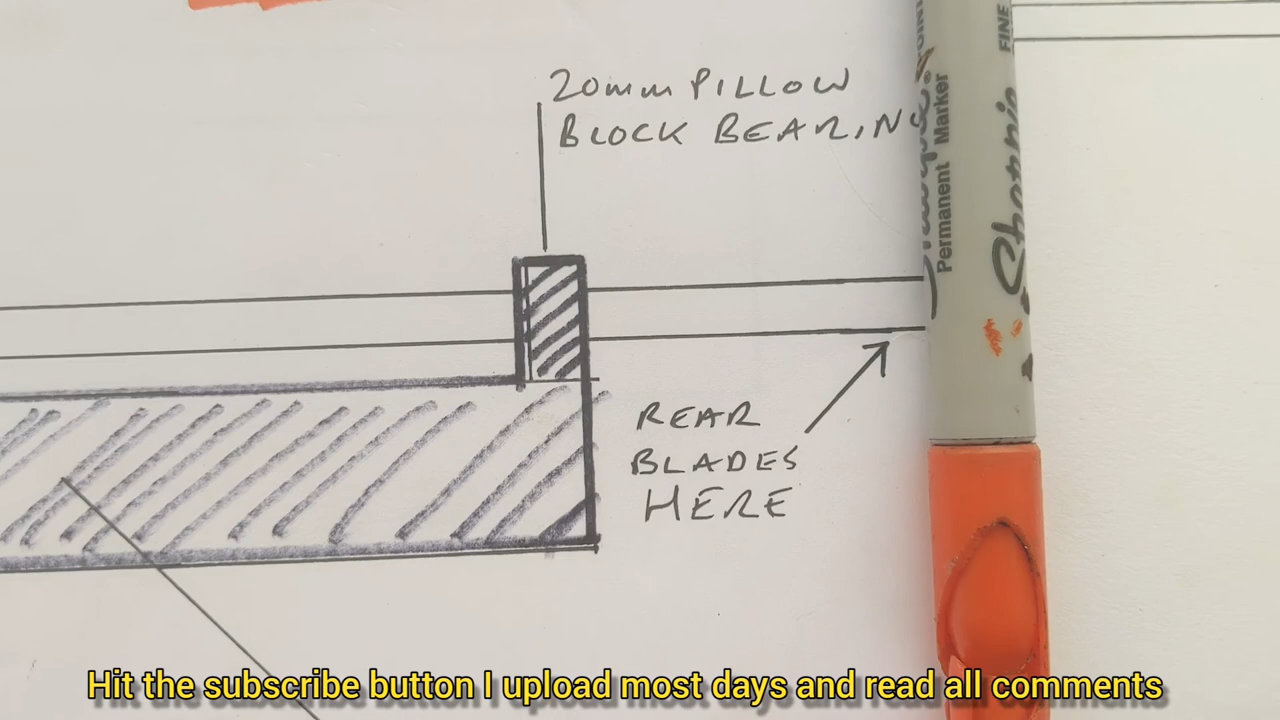 20mm PILLOW
BLOCK BEARING
REAR
BLADES
HERE
Permanent Marker
FINE
Sharpie
Hit the subscribe button I upload most days and read all comments